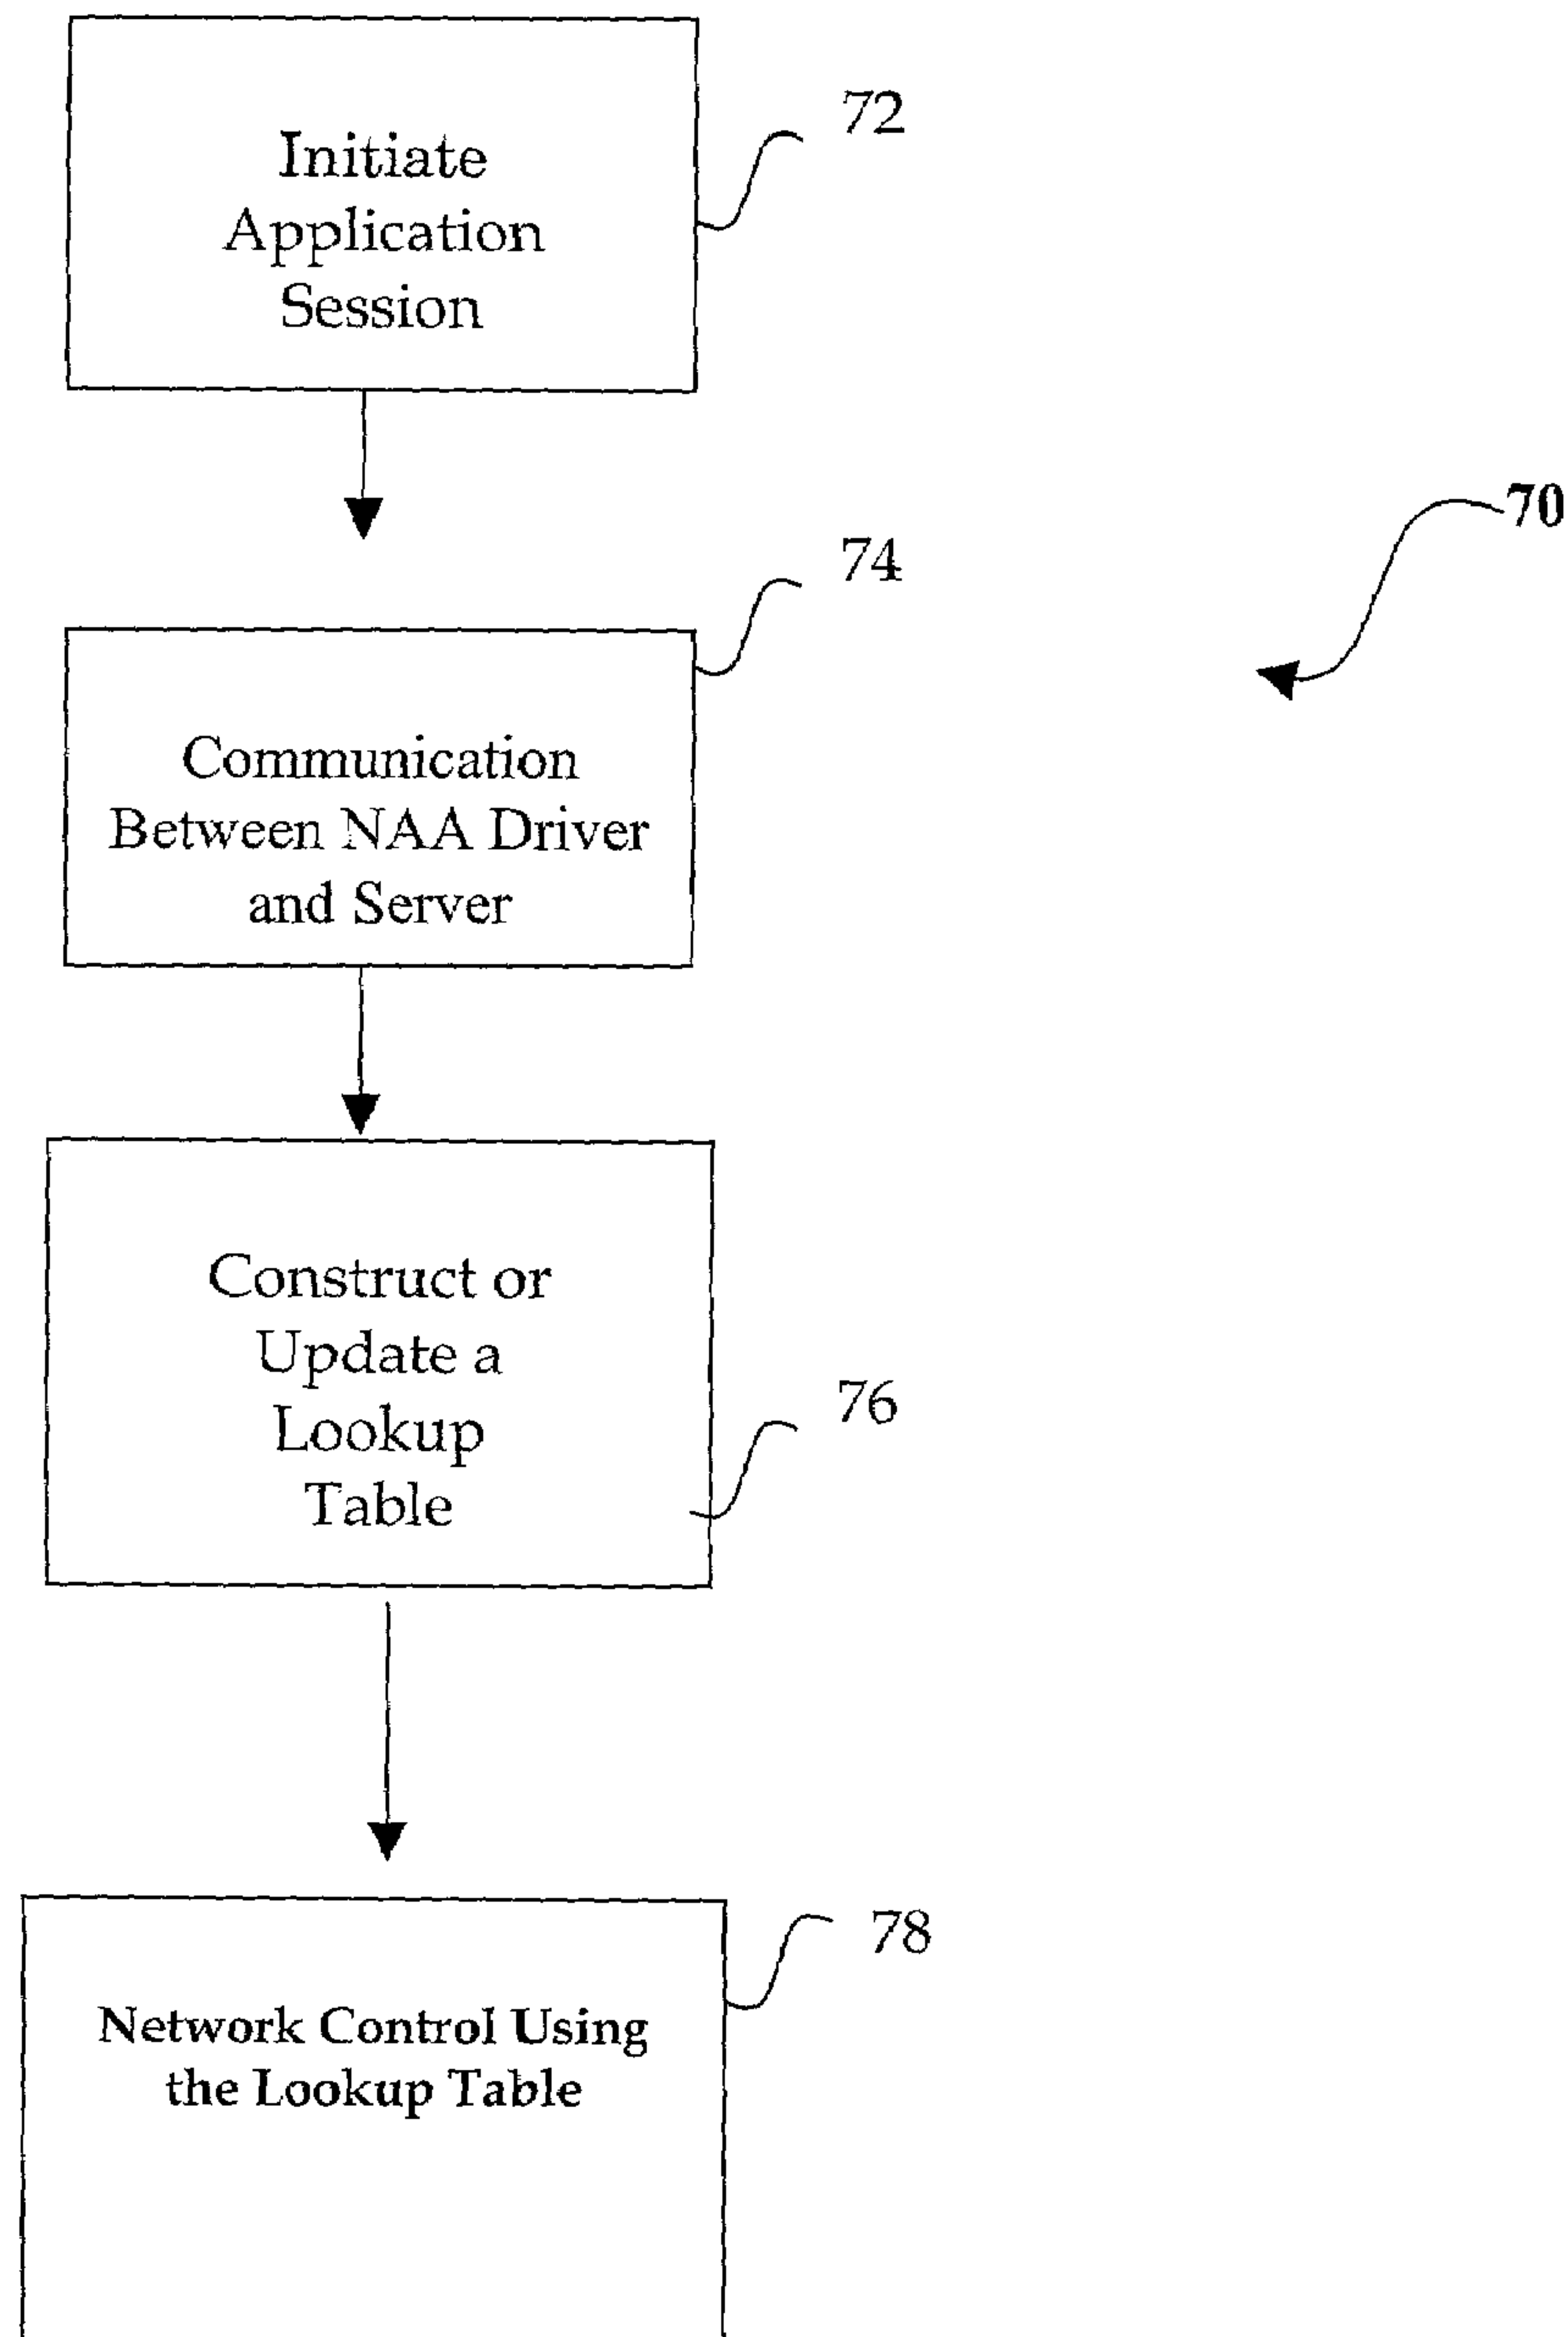 72
Initiate
Application
Session
70
74
Communication
Between NAA Driver
and Server
Construct or
Update a
Lookup
Table
76
78
Network Control Using
the Lookup Table